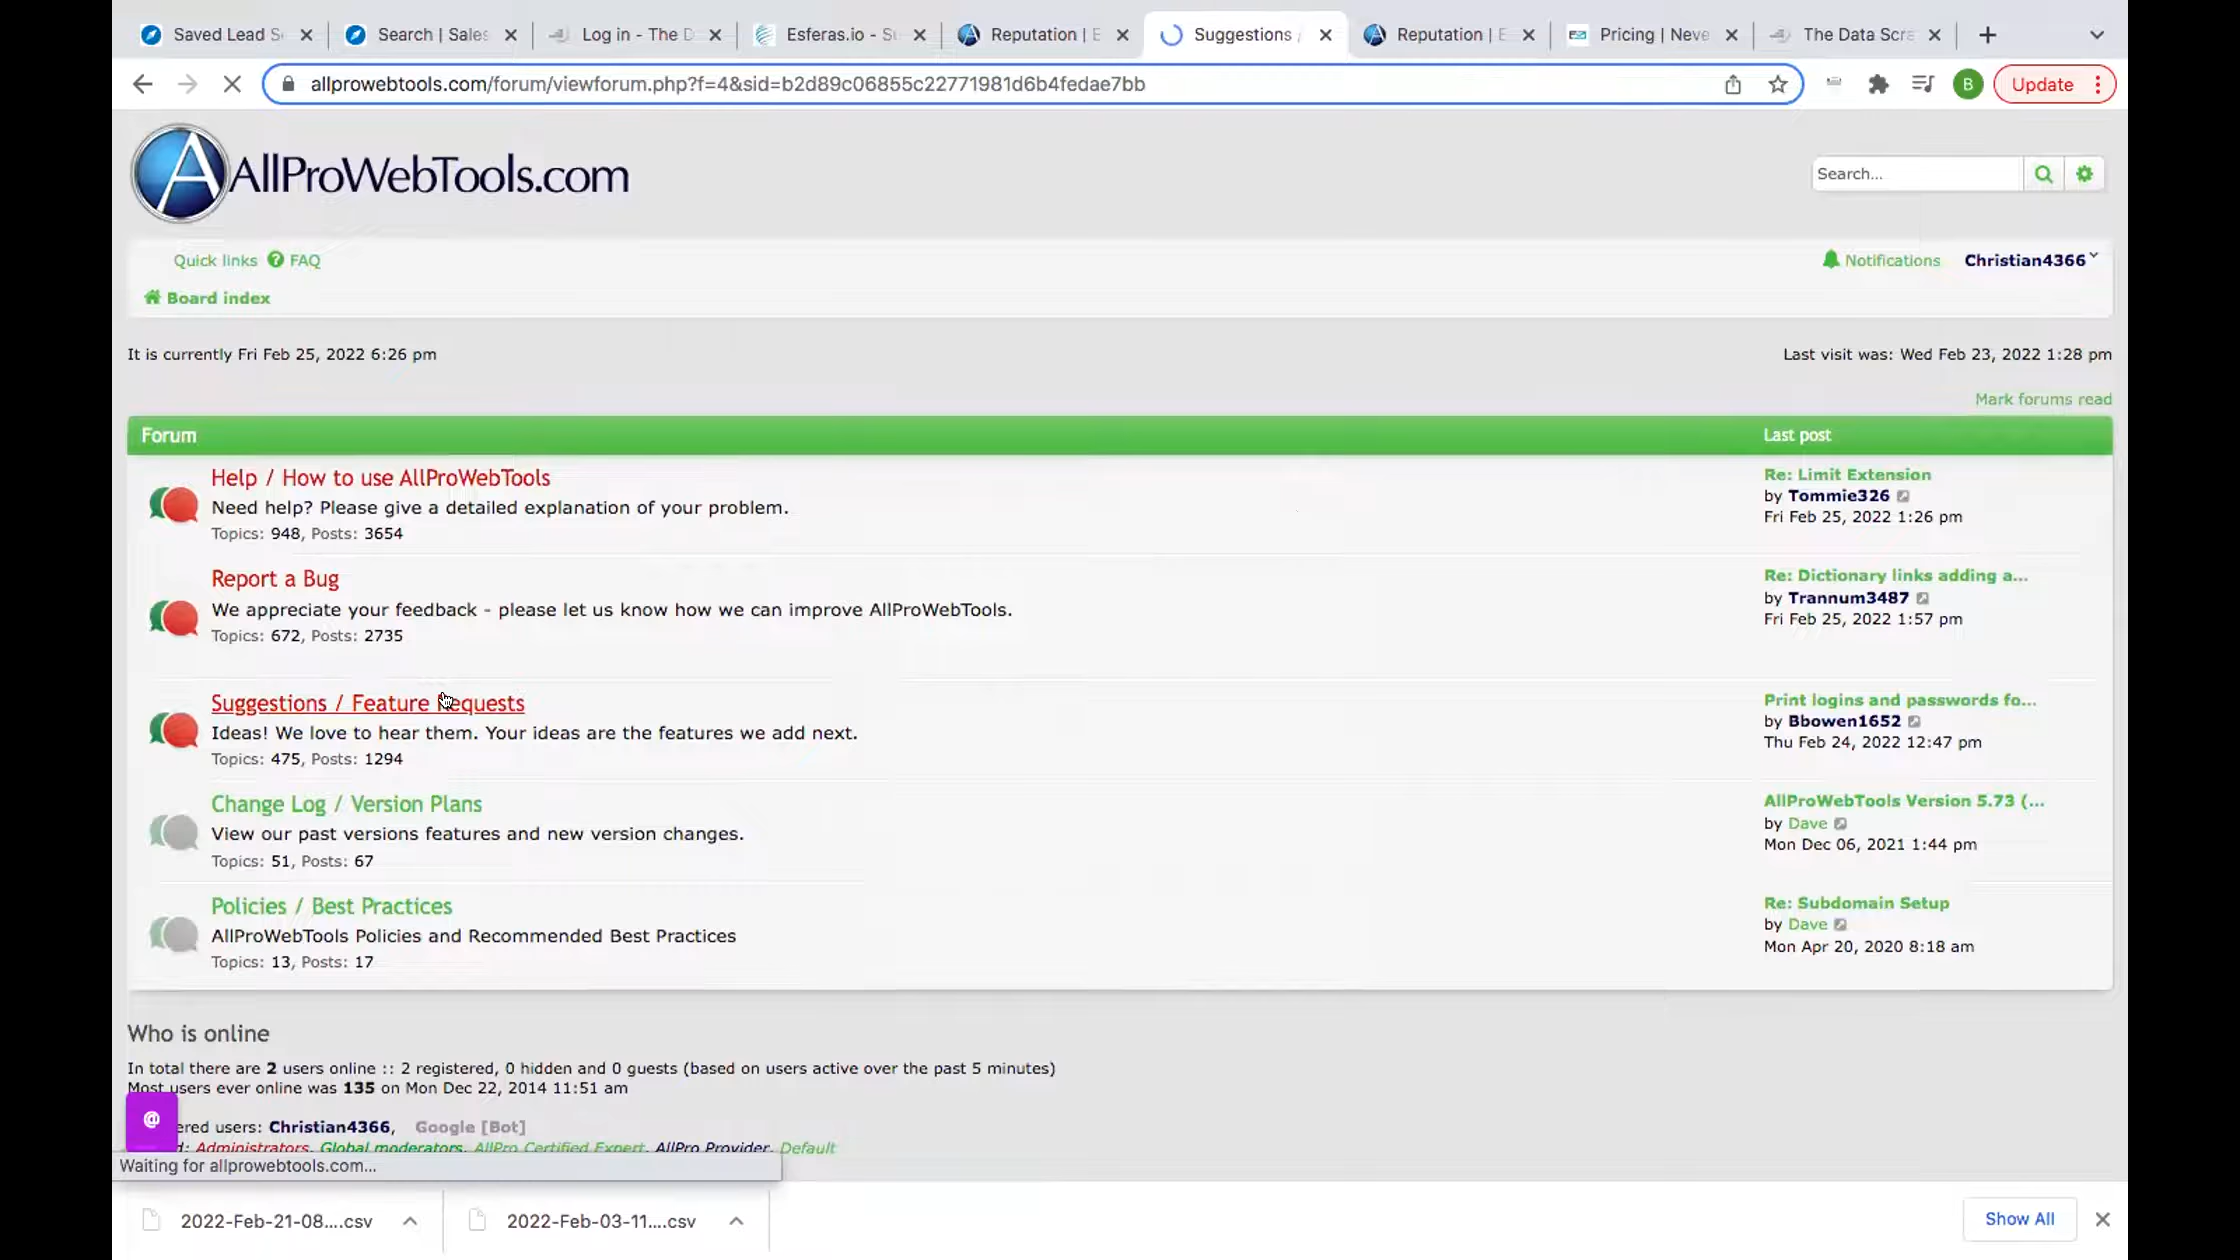 Saved Lead S
Search | Sales
Log in - The D
Esferas.io - S
Reputation | E
Suggestions /
Reputation | E
Pricing | Neve
The Data Scra
allprowebtools.com/forum/viewforum.php?f=4&sid=b2d89c06855c22771981d6b4fedae7bb
B
Update
A
AllProWebTools.com
Search...
Quick links
FAQ
Notifications
Christian4366
Board index
It is currently Fri Feb 25, 2022 6:26 pm
Last visit was: Wed Feb 23, 2022 1:28 pm
Mark forums read
Forum
Last post
Help / How to use AllProWebTools
Need help? Please give a detailed explanation of your problem.
Topics: 948, Posts: 3654
Re: Limit Extension
by Tommie326
Fri Feb 25, 2022 1:26 pm
Report a Bug
We appreciate your feedback - please let us know how we can improve AllProWebTools.
Topics: 672, Posts: 2735
Re: Dictionary links adding a...
by Trannum3487
Fri Feb 25, 2022 1:57 pm
Suggestions / Feature Requests
Ideas! We love to hear them. Your ideas are the features we add next.
Topics: 475, Posts: 1294
Print logins and passwords fo...
by Bbowen1652
Thu Feb 24, 2022 12:47 pm
Change Log / Version Plans
View our past versions features and new version changes.
Topics: 51, Posts: 67
AllProWebTools Version 5.73 (...
by Dave
Mon Dec 06, 2021 1:44 pm
Policies / Best Practices
AllProWebTools Policies and Recommended Best Practices
Topics: 13, Posts: 17
Re: Subdomain Setup
by Dave
Mon Apr 20, 2020 8:18 am
Who is online
In total there are 2 users online :: 2 registered, 0 hidden and 0 guests (based on users active over the past 5 minutes)
Most users ever online was 135 on Mon Dec 22, 2014 11:51 am
@
ered users: Christian4366, Google [Bot]
d: Administrators, Global moderators, AllPro Certified Expert, AllPro Provider, Default
Waiting for allprowebtools.com...
2022-Feb-21-08....csv
2022-Feb-03-11....csv
Show All